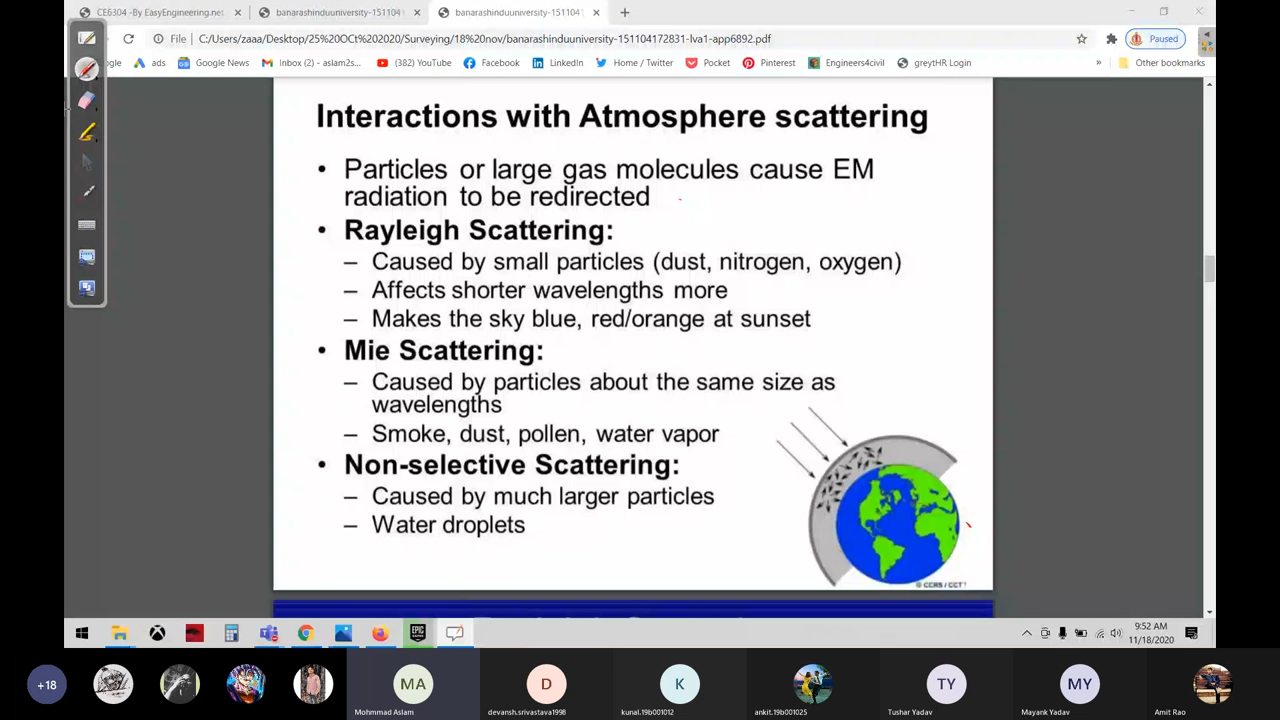 CE6304 -By EasyEngineering.net
banarashinduuniversity-151104
banarashinduuniversity-151104
File
C:/Users/zaaa/Desktop/25%20OCt%202020/Surveying/18%20nov/banarashinduuniversity-151104172831-lva1-app6892.pdf
Paused
Google
ads
Google News
Inbox (382) - aslam2s...
(382) YouTube
Facebook
LinkedIn
Home / Twitter
Pocket
Pinterest
Engineers4civil
greytHR Login
»
Other bookmarks
Interactions with Atmosphere scattering
• Particles or large gas molecules cause EM
radiation to be redirected
• Rayleigh Scattering:
– Caused by small particles (dust, nitrogen, oxygen)
– Affects shorter wavelengths more
– Makes the sky blue, red/orange at sunset
• Mie Scattering:
– Caused by particles about the same size as
wavelengths
– Smoke, dust, pollen, water vapor
• Non-selective Scattering:
– Caused by much larger particles
– Water droplets
© CCRS / CCT
EPIC
9:52 AM
11/18/2020
+18
MA
D
K
TY
MY
Mohmmad Aslam
devansh.srivastava1998
kunal.19b001012
ankit.19b001025
Tushar Yadav
Mayank Yadav
Amit Rao